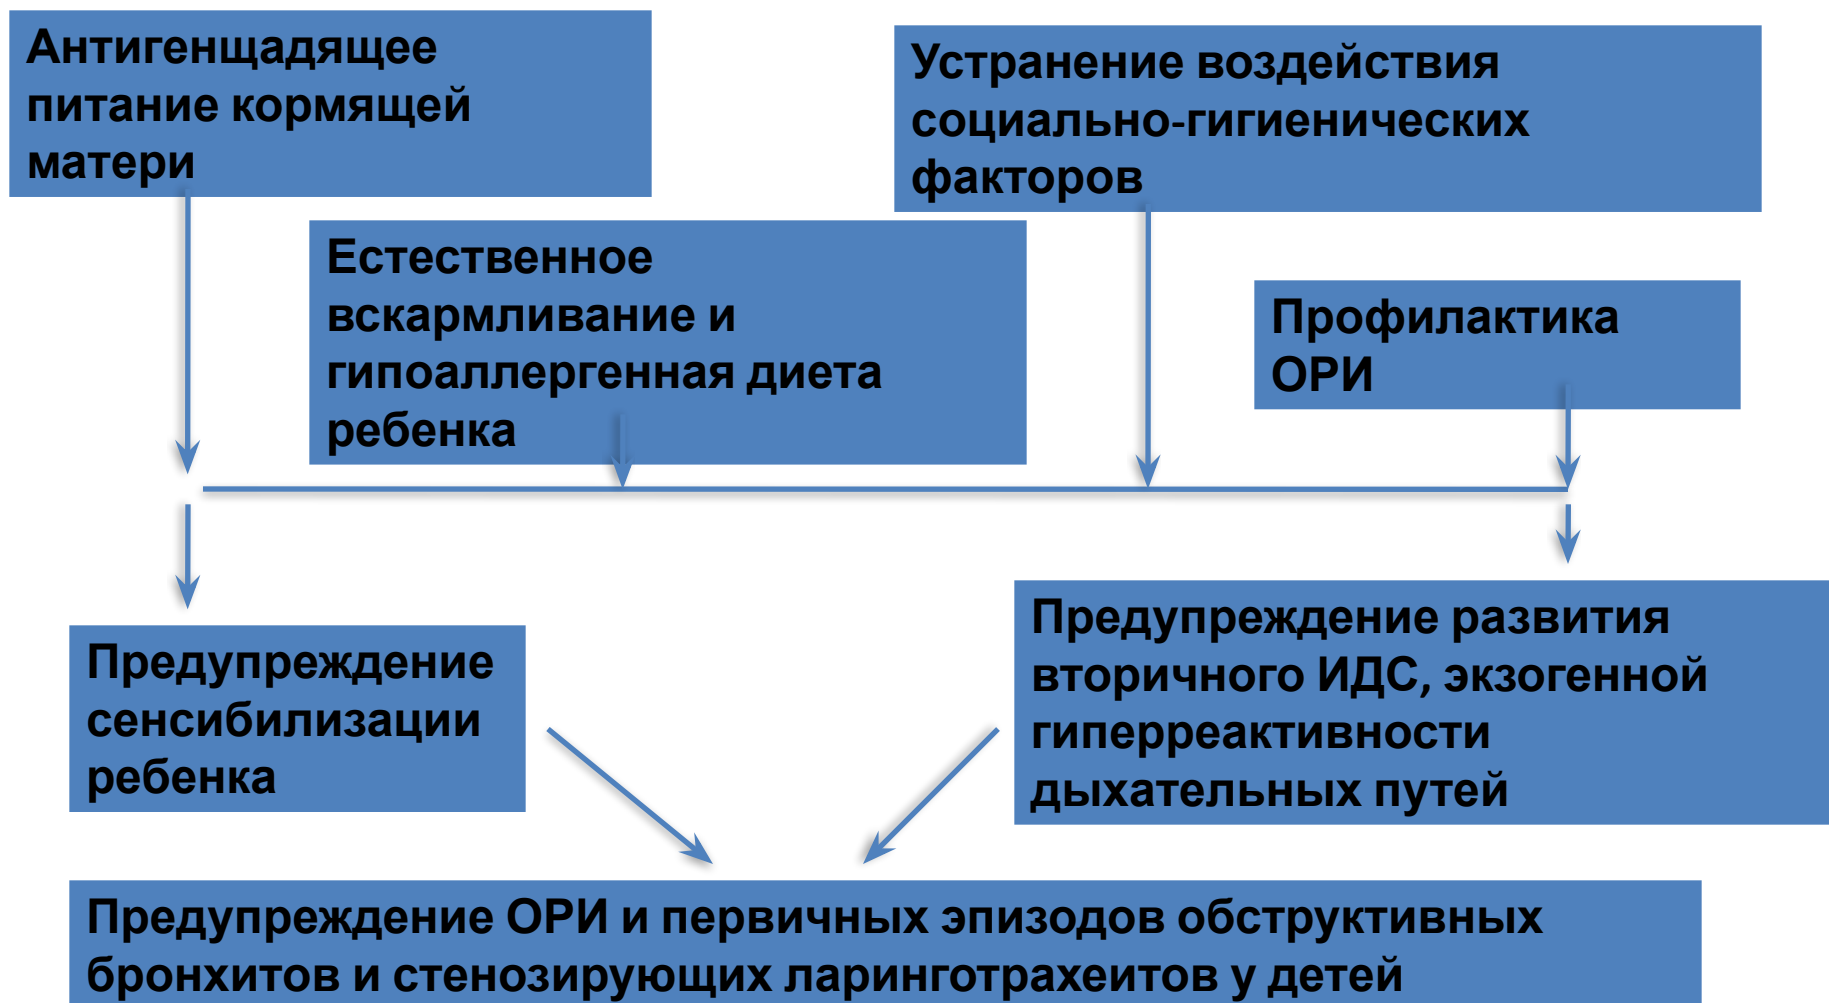 Антигенщадящее
питание кормящей
матери
Устранение воздействия
социально-гигиенических
факторов
Естественное
вскармливание и
гипоаллергенная диета
ребенка
Профилактика
ОРИ
Предупреждение
сенсибилизации
ребенка
Предупреждение развития
вторичного ИДС, экзогенной
гиперреактивности
дыхательных путей
Предупреждение ОРИ и первичных эпизодов обструктивных
бронхитов и стенозирующих ларинготрахеитов у детей